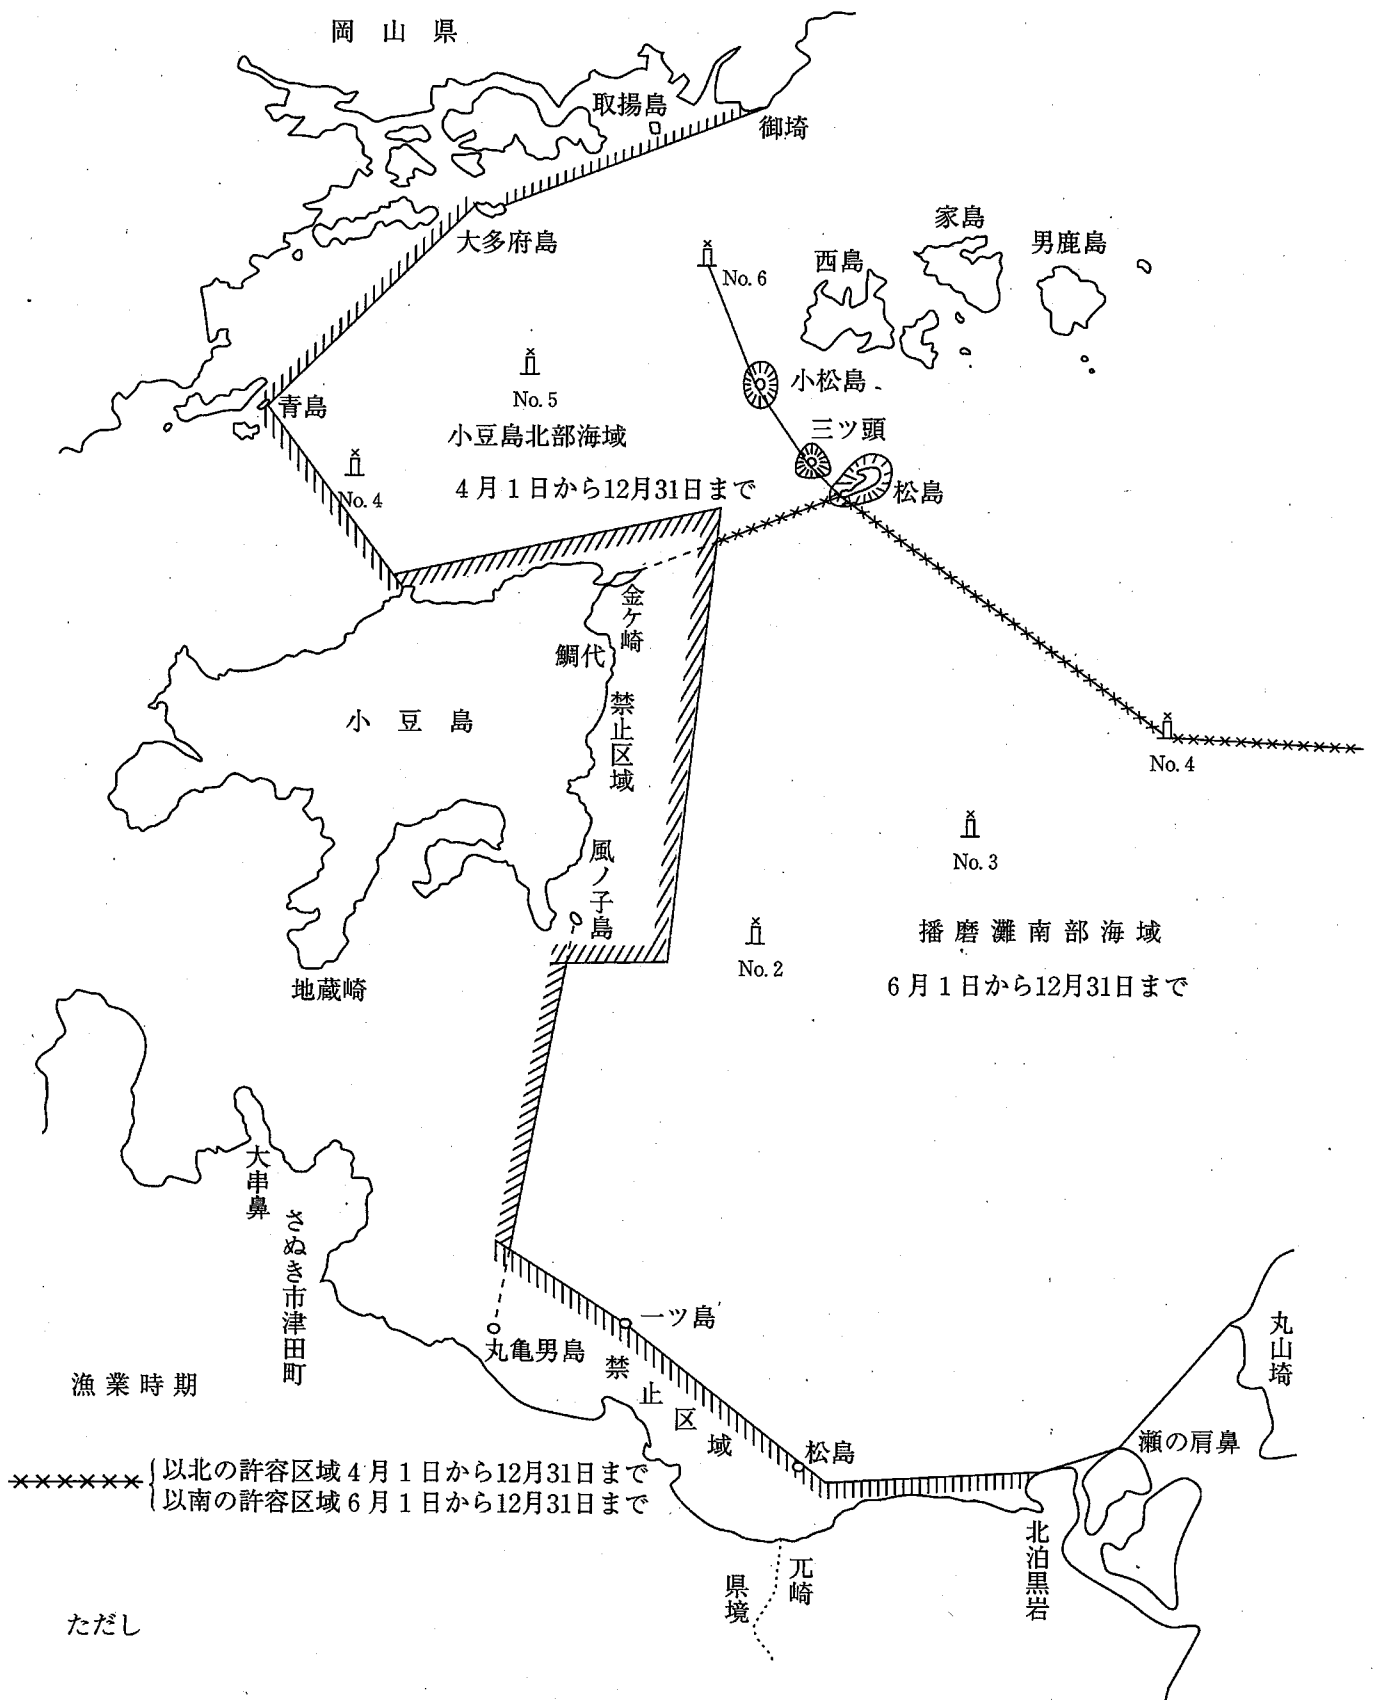 岡山県
取揚島
御埼
大多府島
家島
男鹿島
西島
No.6
小松島
No.5
青島
三ツ頭
小豆島北部海域
No.4
4月1日から12月31日まで
松島
金ケ崎
鯛代
禁止区域
小豆島
No.4
No.3
風ノ子島
播磨灘南部海域
No.2
6月1日から12月31日まで
地蔵崎
大串鼻
さぬき市津田町
一ツ島
丸亀男島
禁止区域
丸山埼
漁業時期
瀬の肩鼻
松島
以北の許容区域4月1日から12月31日まで
以南の許容区域6月1日から12月31日まで
北泊黒岩
県境
ただし